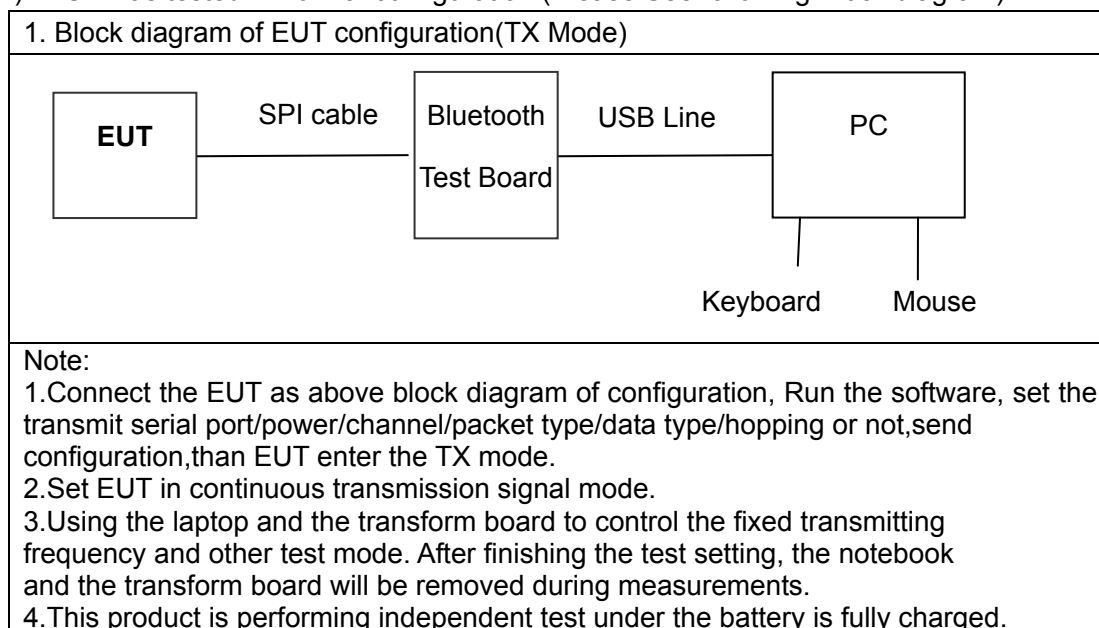 1. Block diagram of EUT configuration(TX Mode)
EUT
SPI cable
Bluetooth
Test Board
USB Line
PC
Keyboard
Mouse
Note:
1.Connect the EUT as above block diagram of configuration, Run the software, set the
transmit serial port/power/channel/packet type/data type/hopping or not,send
configuration,than EUT enter the TX mode.
2.Set EUT in continuous transmission signal mode.
3.Using the laptop and the transform board to control the fixed transmitting
frequency and other test mode. After finishing the test setting, the notebook
and the transform board will be removed during measurements.
4.This product is performing independent test under the battery is fully charged.